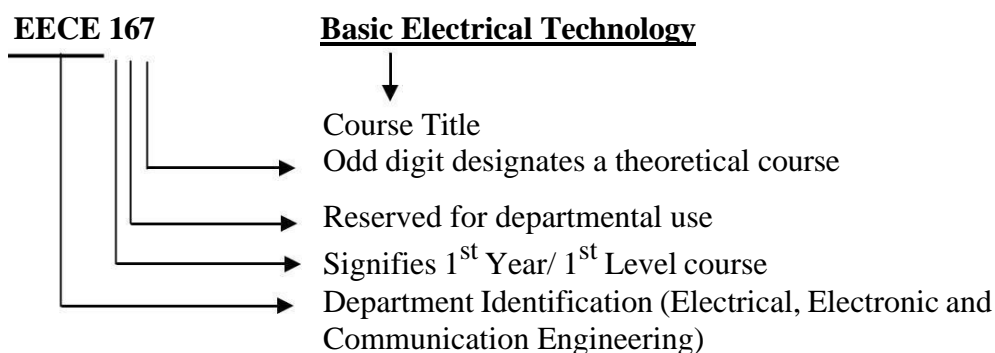 EECE 167 Basic Electrical Technology
Course Title
Odd digit designates a theoretical course
Reserved for departmental use
Signifies 1st Year/ 1st Level course
Department Identification (Electrical, Electronic and
Communication Engineering)